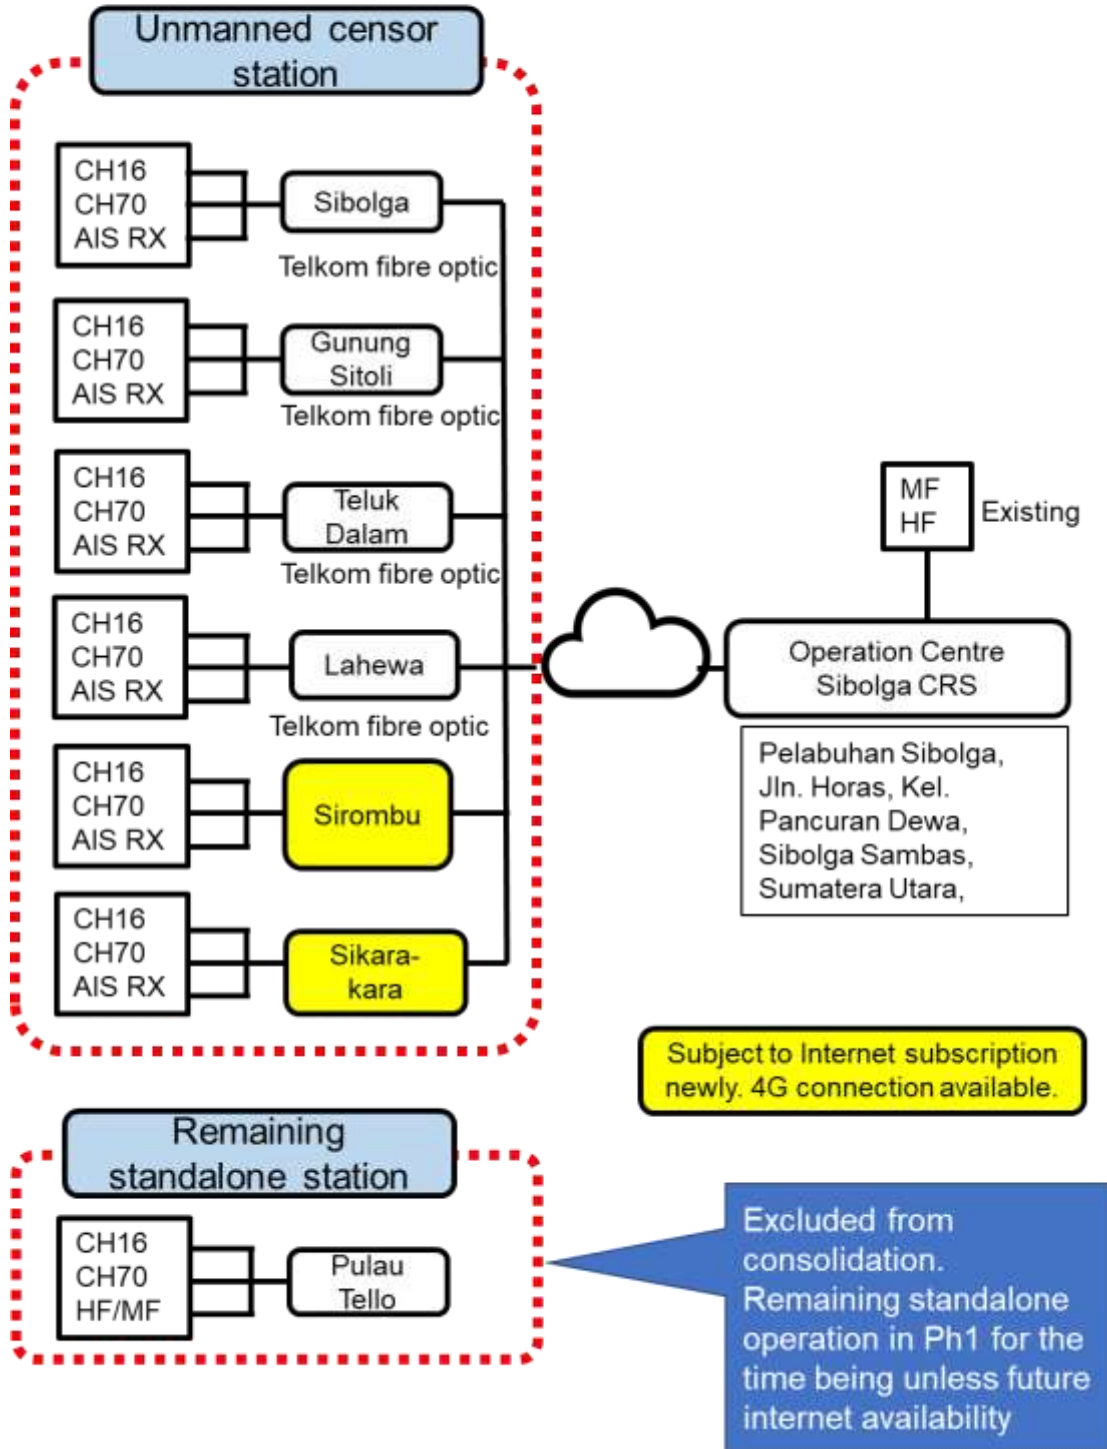 Unmanned censor
station
CH16
CH70
AIS RX
Sibolga
Telkom fibre optic
CH16
CH70
AIS RX
Gunung
Sitoli
Telkom fibre optic
CH16
CH70
AIS RX
Teluk
Dalam
Telkom fibre optic
CH16
CH70
AIS RX
Lahewa
Telkom fibre optic
CH16
CH70
AIS RX
Sirombu
CH16
CH70
AIS RX
Sikara-
kara
MF
HF
Existing
Operation Centre
Sibolga CRS
Pelabuhan Sibolga,
Jln. Horas, Kel.
Pancuran Dewa,
Sibolga Sambas,
Sumatera Utara,
Subject to Internet subscription
newly. 4G connection available.
Remaining
standalone station
CH16
CH70
HF/MF
Pulau
Tello
Excluded from
consolidation.
Remaining standalone
operation in Ph1 for the
time being unless future
internet availability